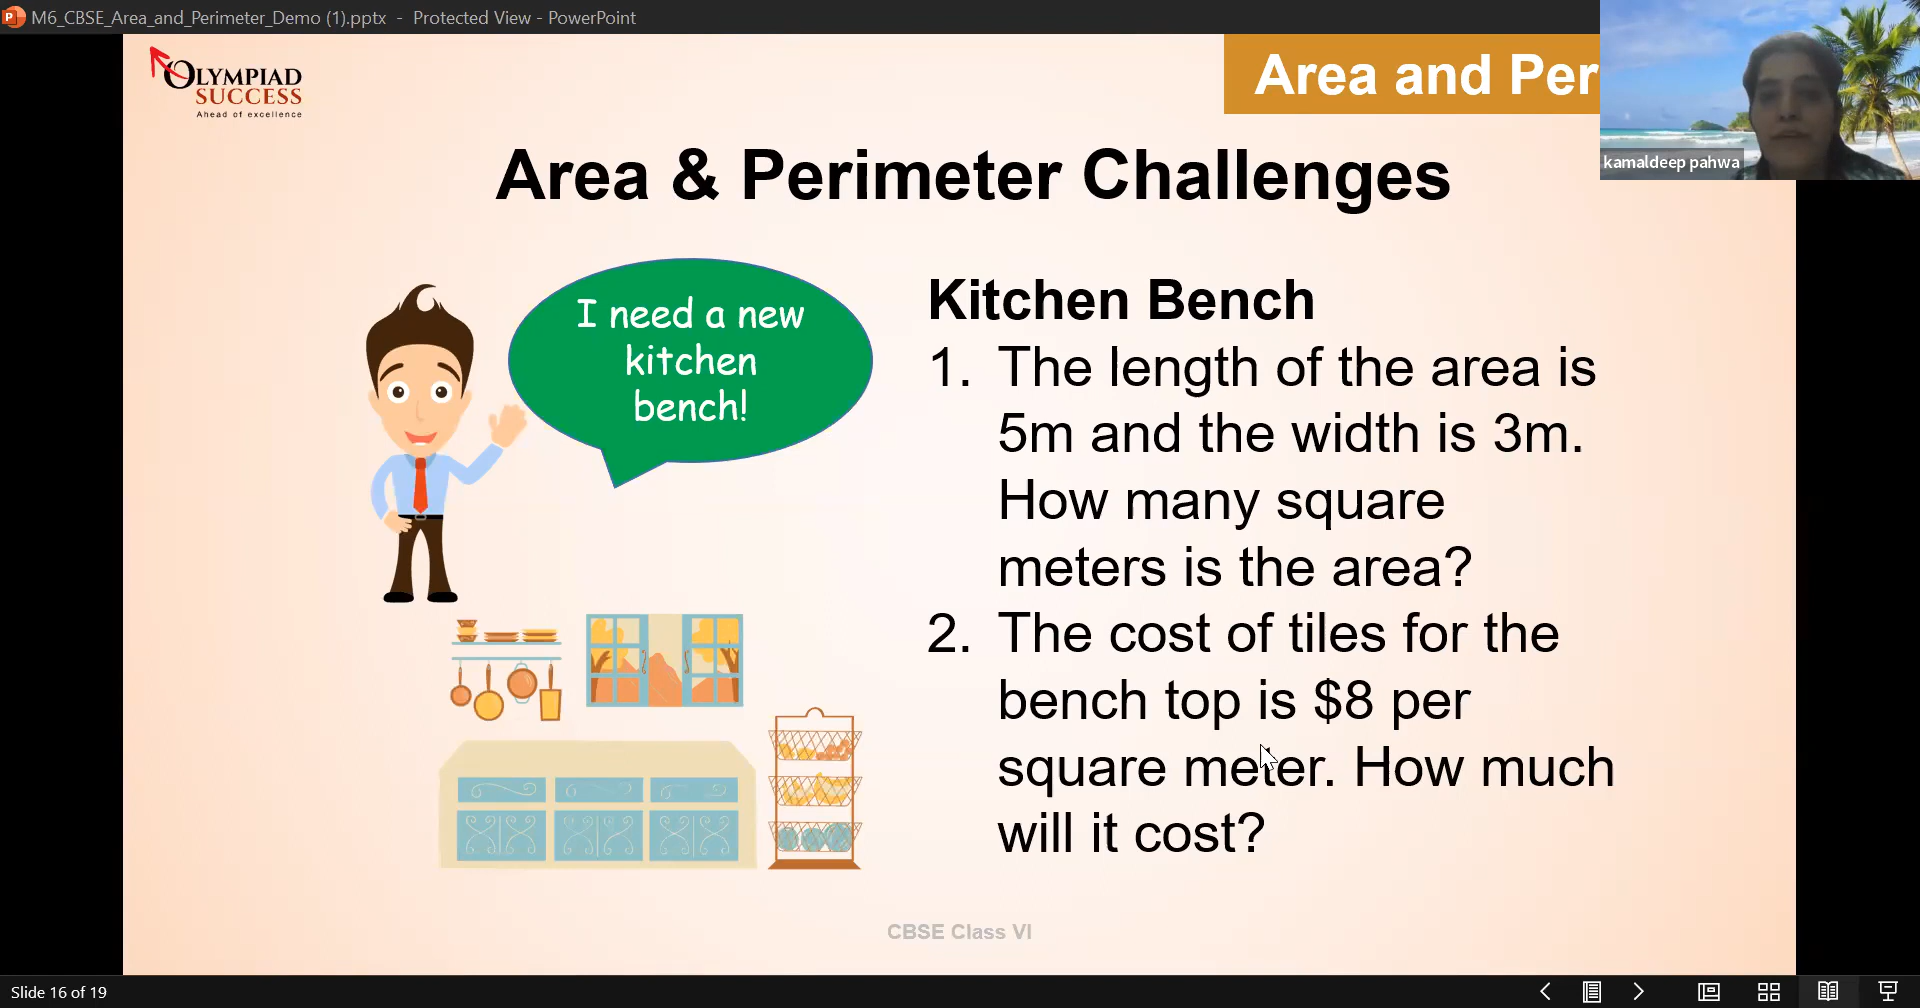 M6_CBSE_Area_and_Perimeter_Demo (1).pptx - Protected View - PowerPoint
OLYMPIAD
SUCCESS
Ahead of excellence
Area and Per
kamaldeep pahwa
Area & Perimeter Challenges
I need a new
kitchen
bench!
Kitchen Bench
1. The length of the area is
5m and the width is 3m.
How many square
meters is the area?
2. The cost of tiles for the
bench top is $8 per
square meter. How much
will it cost?
CBSE Class VI
Slide 16 of 19